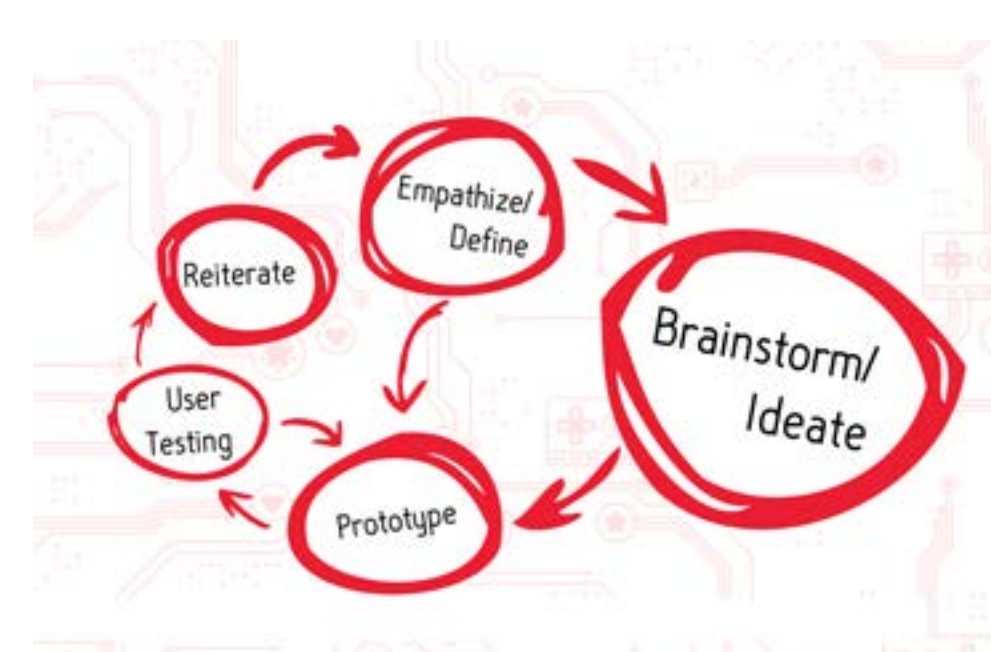 Empathize/
Define
Brainstorm/
Ideate
Prototype
User
Testing
Reiterate